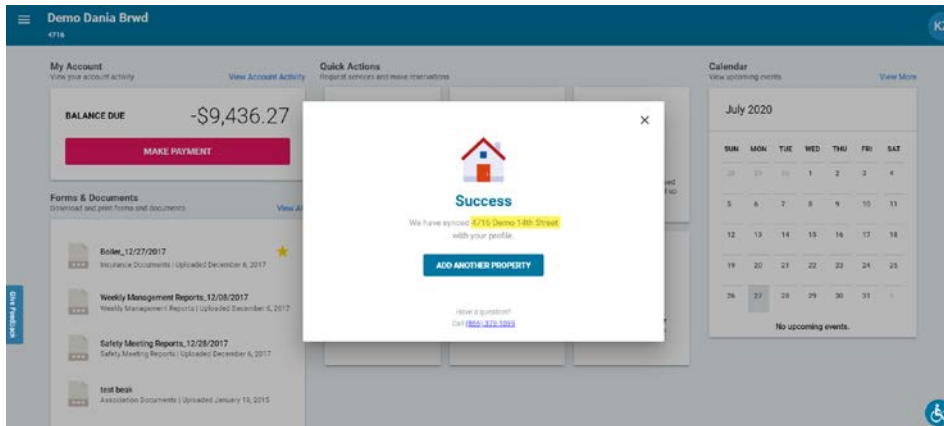 Demo Dania Brwd
4716
My Account
View your account activity
View Account Activity
BALANCE DUE
-$9,436.27
MAKE PAYMENT
Forms & Documents
Download and print forms and documents
View Al
Boiler_12/27/2017
Insurance Documents | Uploaded December 6, 2017
Weekly Management Reports_12/08/2017
Weekly Management Reports | Uploaded December 6, 2017
Safety Meeting Reports_12/28/2017
Safety Meeting Reports | Uploaded December 6, 2017
test beak
Association Documents | Uploaded January 19, 2015
Give Feedback
Quick Actions
Request services and make reservations
Success
We have synced 4716 Demo 14th Street
with your profile.
ADD ANOTHER PROPERTY
Have a question?
Call
Calendar
View upcoming events
View More
July 2020
SUN MON TUE WED THU FRI SAT
28 29 30 1 2 3 4
5 6 7 8 9 10 11
12 13 14 15 16 17 18
19 20 21 22 23 24 25
26 27 28 29 30 31 1
No upcoming events.